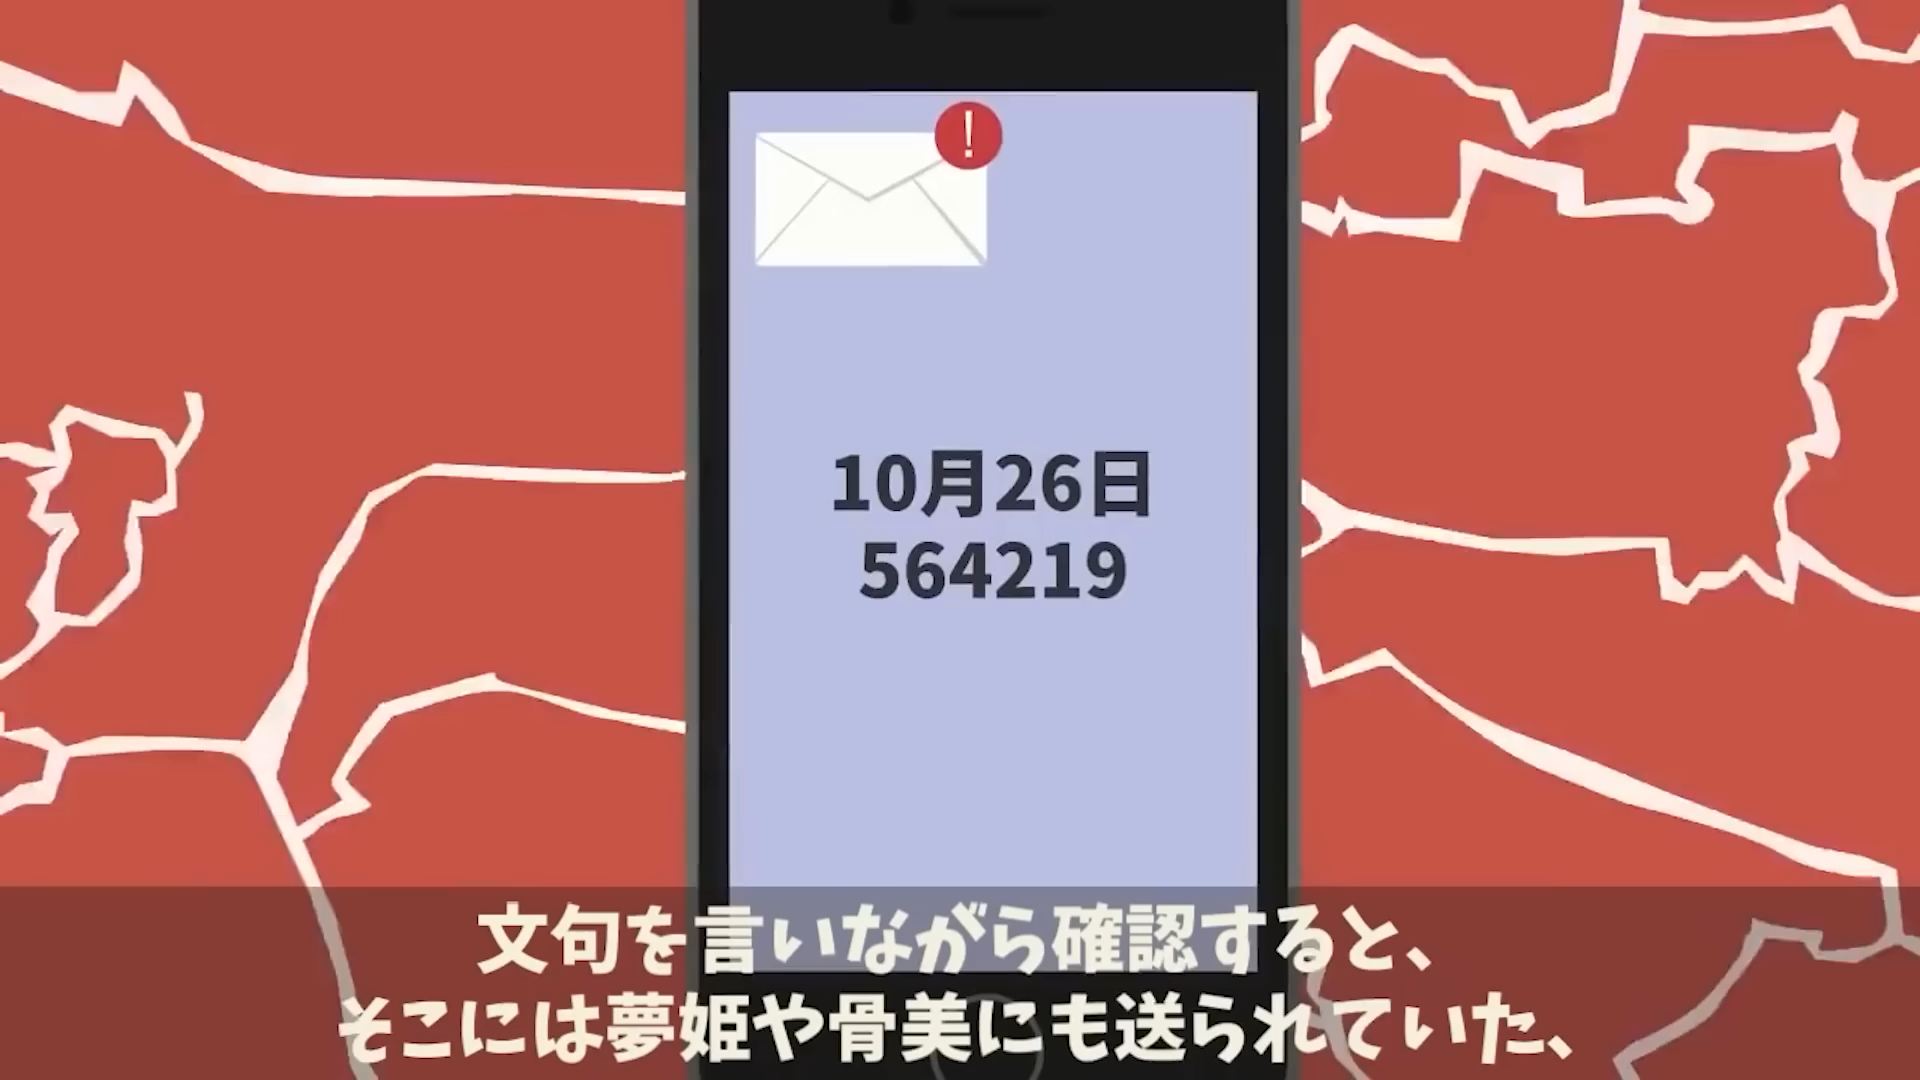 !
10月26日
564219
文句を言いながら確認すると、
そこには夢姫や骨美にも送られていた、